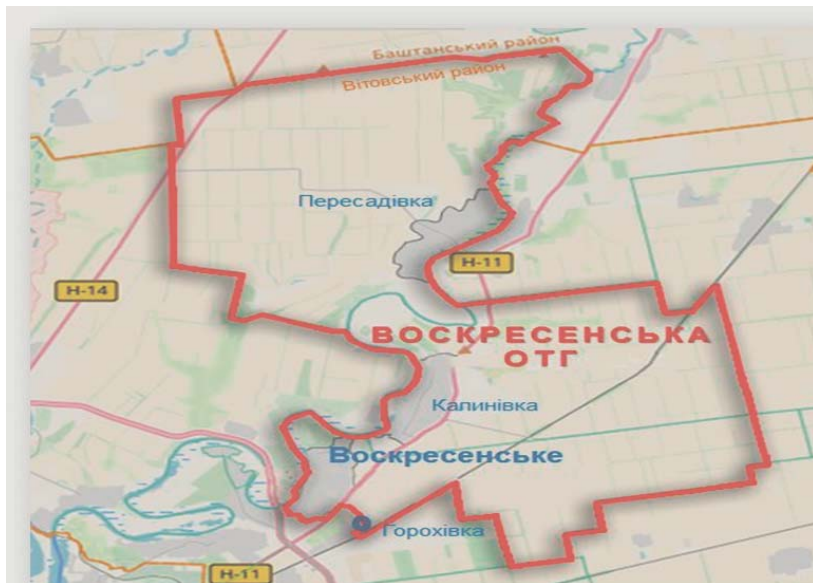 Баштанський район
Вітовський район
Пересадівка
Н-11
Н-14
ВОСКРЕСЕНСЬКА
ОТГ
Калинівка
Воскресенське
Горохівка
Н-11